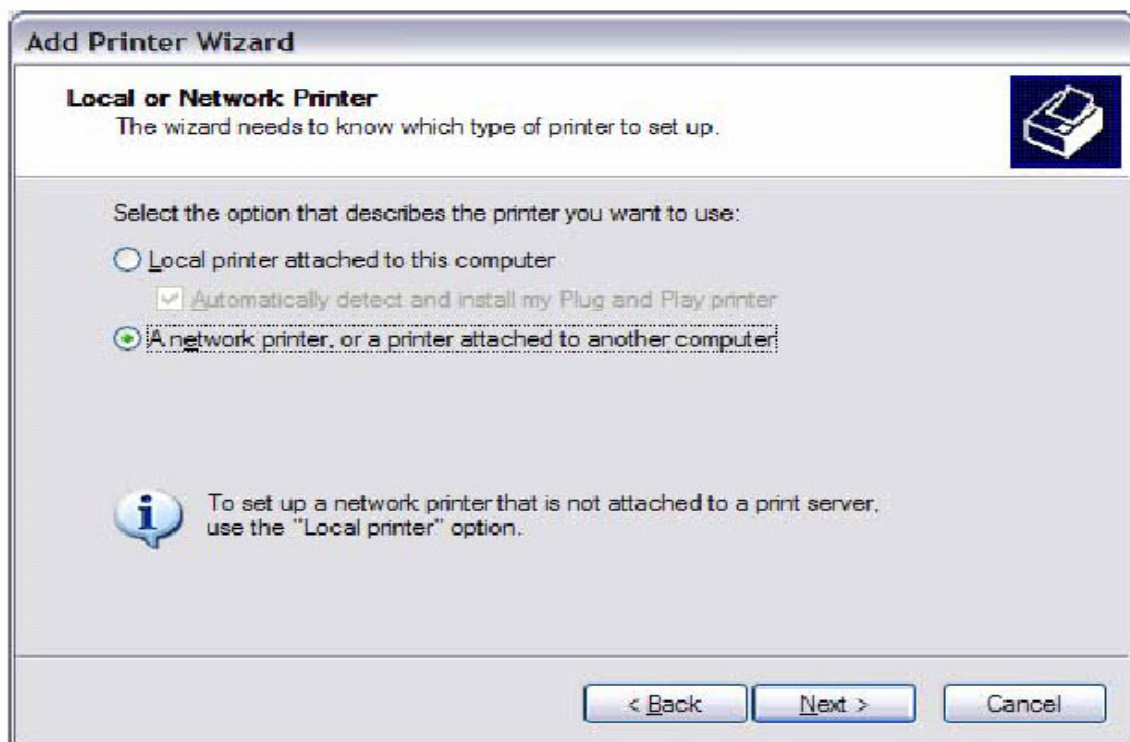 Add Printer Wizard
Local or Network Printer
The wizard needs to know which type of printer to set up.
Select the option that describes the printer you want to use:
Local printer attached to this computer
Automatically detect and install my Plug and Play printer
A network printer, or a printer attached to another computer
To set up a network printer that is not attached to a print server,
use the "Local printer" option.
< Back Next > Cancel